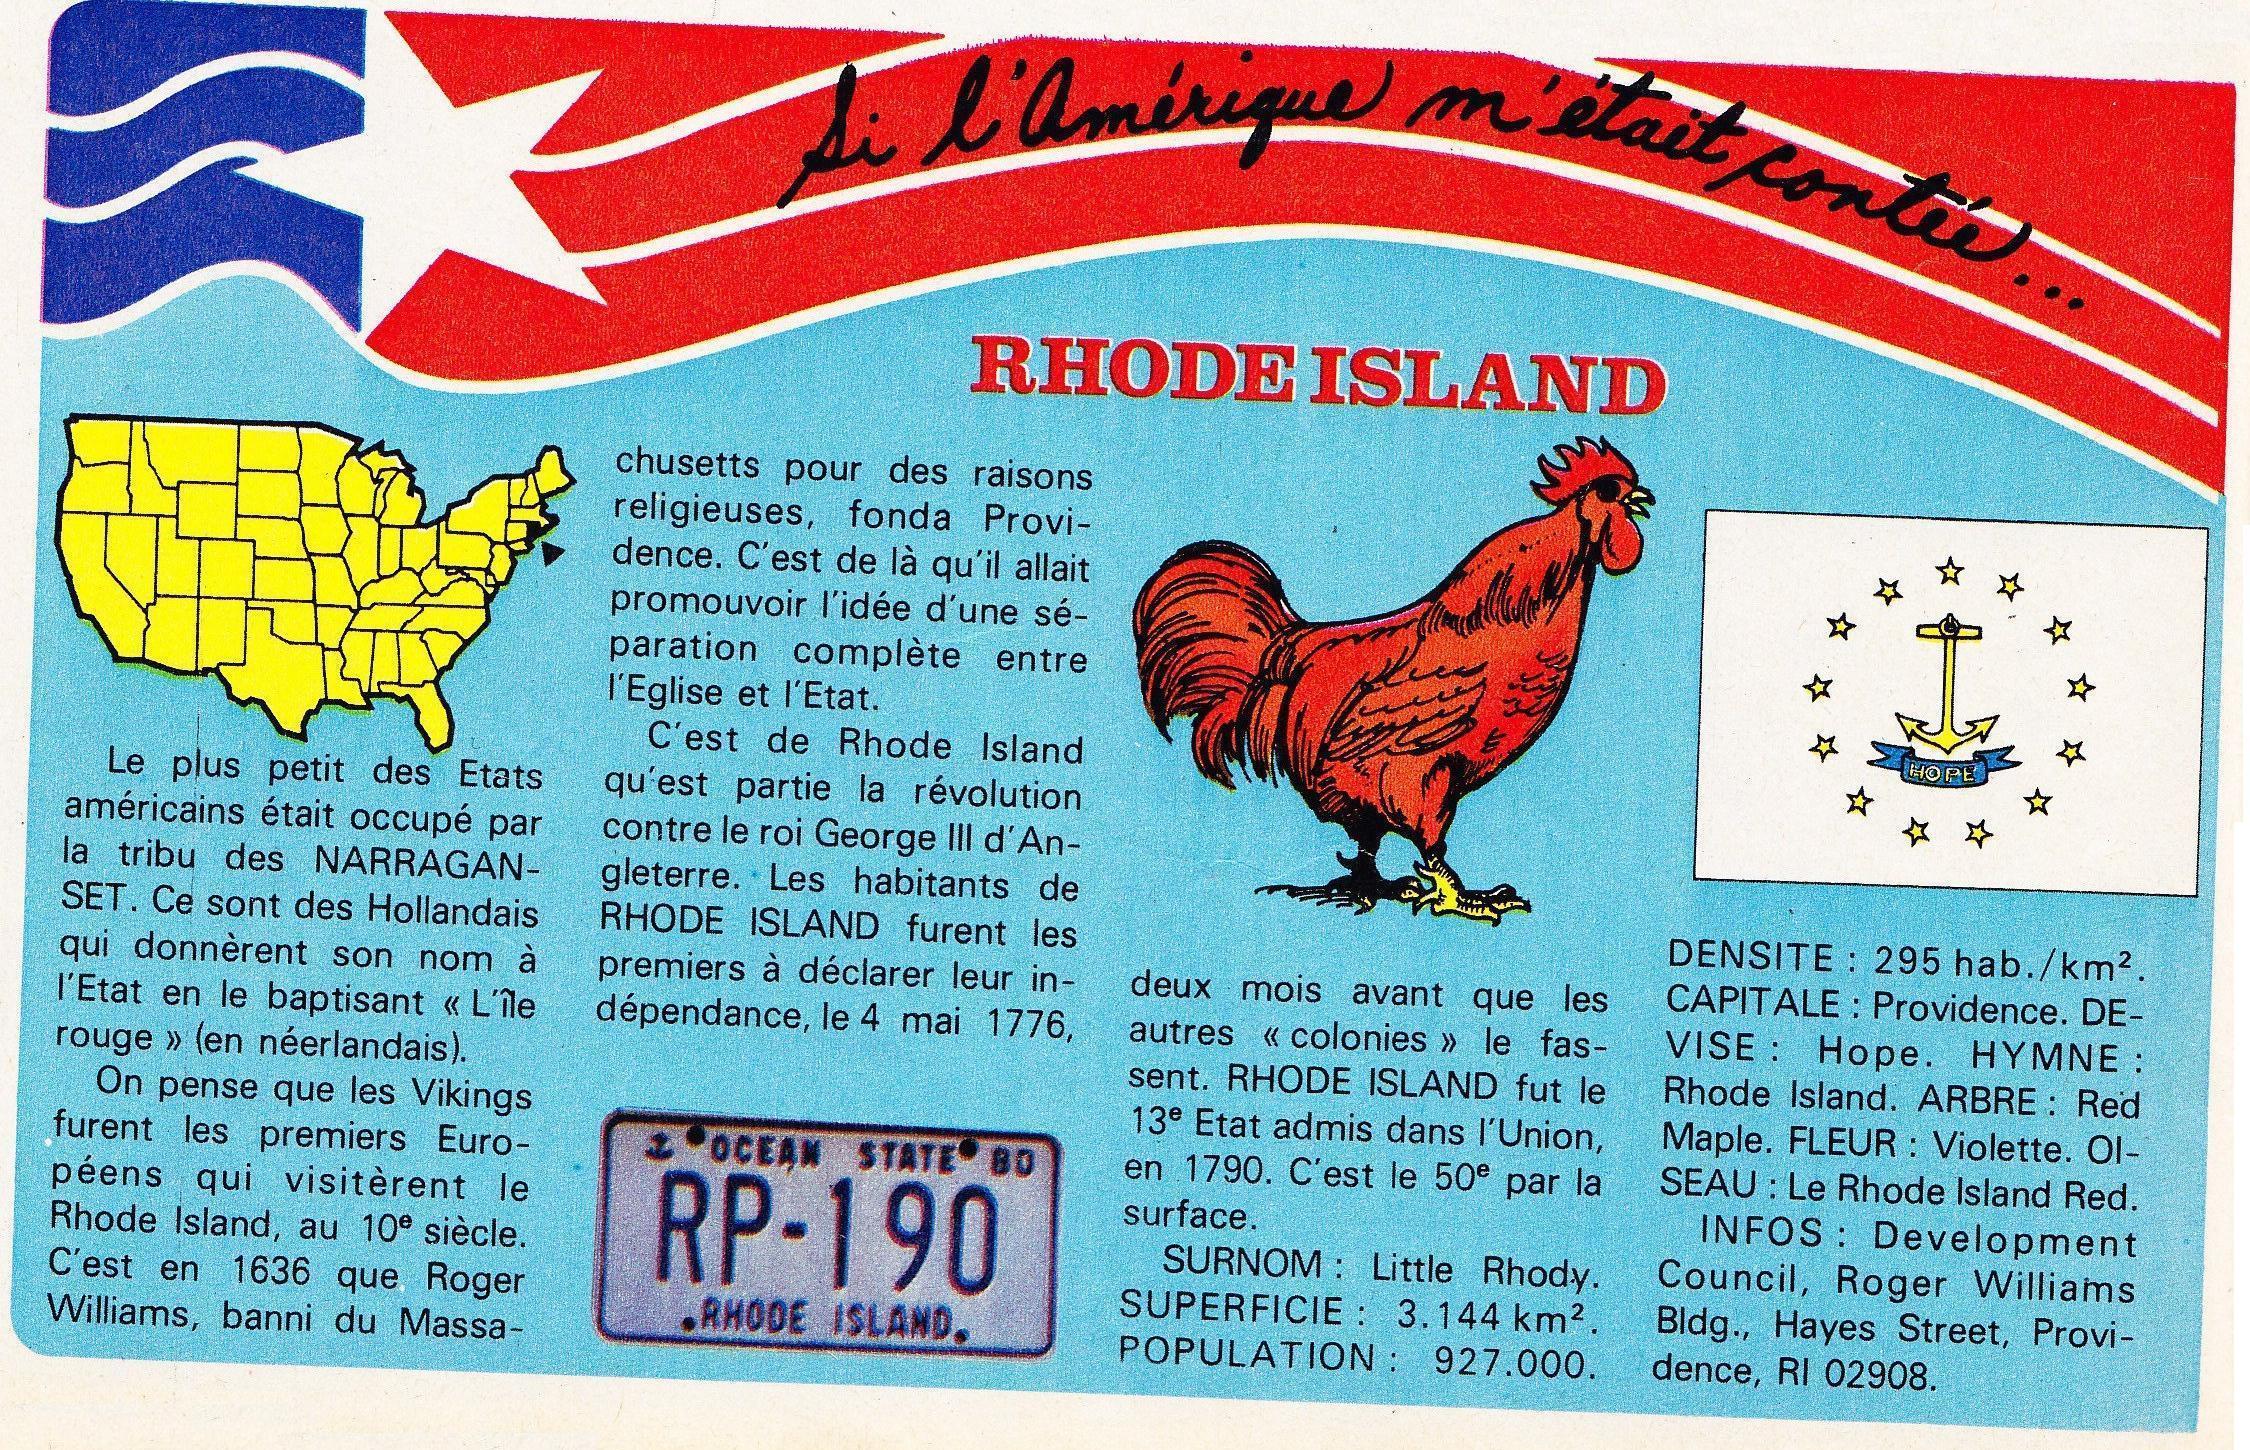 Si l'Amérique m'était contée...
RHODE ISLAND
Le plus petit des Etats
américains était occupé par
la tribu des NARRAGAN-
SET. Ce sont des Hollandais
qui donnèrent son nom à
l'Etat en le baptisant « L'île
rouge » (en néerlandais).
On pense que les Vikings
furent les premiers Euro-
péens qui visitèrent le
Rhode Island, au 10e siècle.
C'est en 1636 que Roger
Williams, banni du Massa-
chusetts pour des raisons
religieuses, fonda Provi-
dence. C'est de là qu'il allait
promouvoir l'idée d'une sé-
paration complète entre
l'Eglise et l'Etat.
C'est de Rhode Island
qu'est partie la révolution
contre le roi George III d'An-
gleterre. Les habitants de
RHODE ISLAND furent les
premiers à déclarer leur in-
dépendance, le 4 mai 1776,
OCEAN STATE 80
RP-190
RHODE ISLAND
deux mois avant que les
autres « colonies » le fas-
sent. RHODE ISLAND fut le
13e Etat admis dans l'Union,
en 1790. C'est le 50e par la
surface.
SURNOM : Little Rhody.
SUPERFICIE : 3.144 km².
POPULATION : 927.000.
HOPE
DENSITE : 295 hab./km².
CAPITALE : Providence. DE-
VISE : Hope. HYMNE :
Rhode Island. ARBRE : Red
Maple. FLEUR : Violette. OI-
SEAU : Le Rhode Island Red.
INFOS : Development
Council, Roger Williams
Bldg., Hayes Street, Provi-
dence, RI 02908.